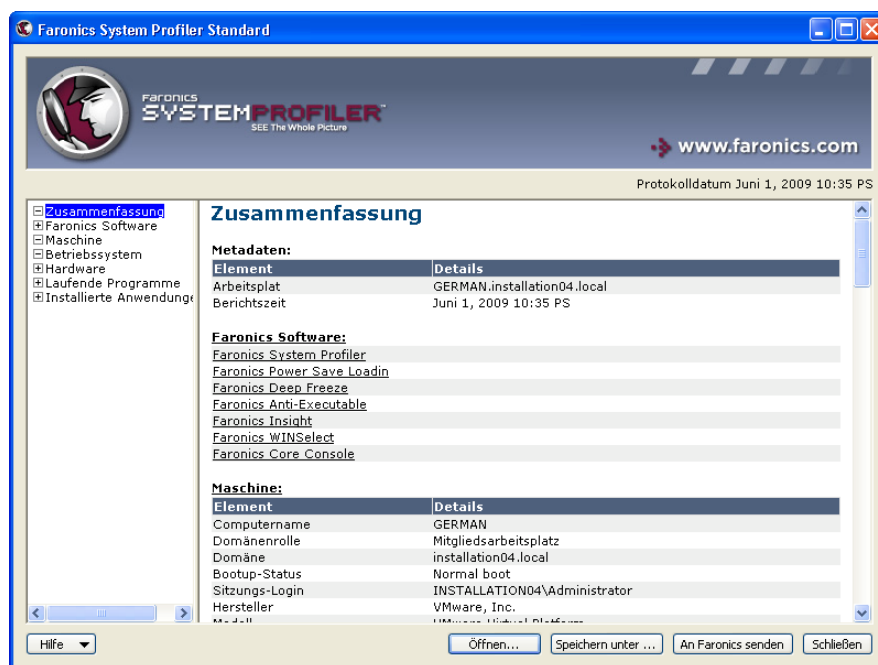 Faronics System Profiler Standard
Faronics
SYSTEMPROFILER
SEE The Whole Picture
www.faronics.com
Protokolldatum Juni 1, 2009 10:35 PS
Zusammenfassung
Faronics Software
Maschine
Betriebssystem
Hardware
Laufende Programme
Installierte Anwendunge
Zusammenfassung
Metadaten:
Element Details
Arbeitsplat GERMAN.installation04.local
Berichtszeit Juni 1, 2009 10:35 PS
Faronics Software:
Faronics System Profiler
Faronics Power Save Loadin
Faronics Deep Freeze
Faronics Anti-Executable
Faronics Insight
Faronics WINSelect
Faronics Core Console
Maschine:
Element Details
Computername GERMAN
Domänenrolle Mitgliedsarbeitsplatz
Domäne installation04.local
Bootup-Status Normal boot
Sitzungs-Login INSTALLATION04\Administrator
Hersteller VMware, Inc.
Modell VMware Virtual Platform
Hilfe
Öffnen... Speichern unter ... An Faronics senden Schließen